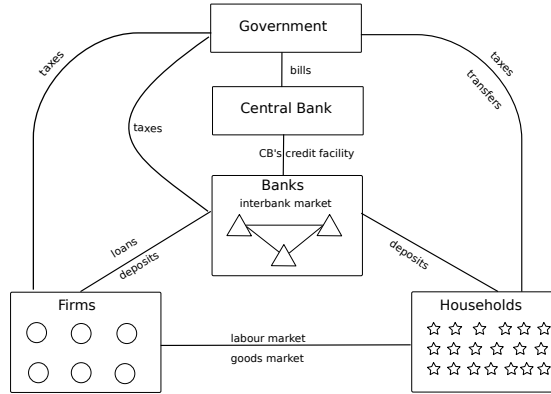 Government
taxes
bills
taxes
transfers
Central Bank
taxes
CB's credit facility
Banks
interbank market
loans
deposits
deposits
Firms
Households
labour market
goods market